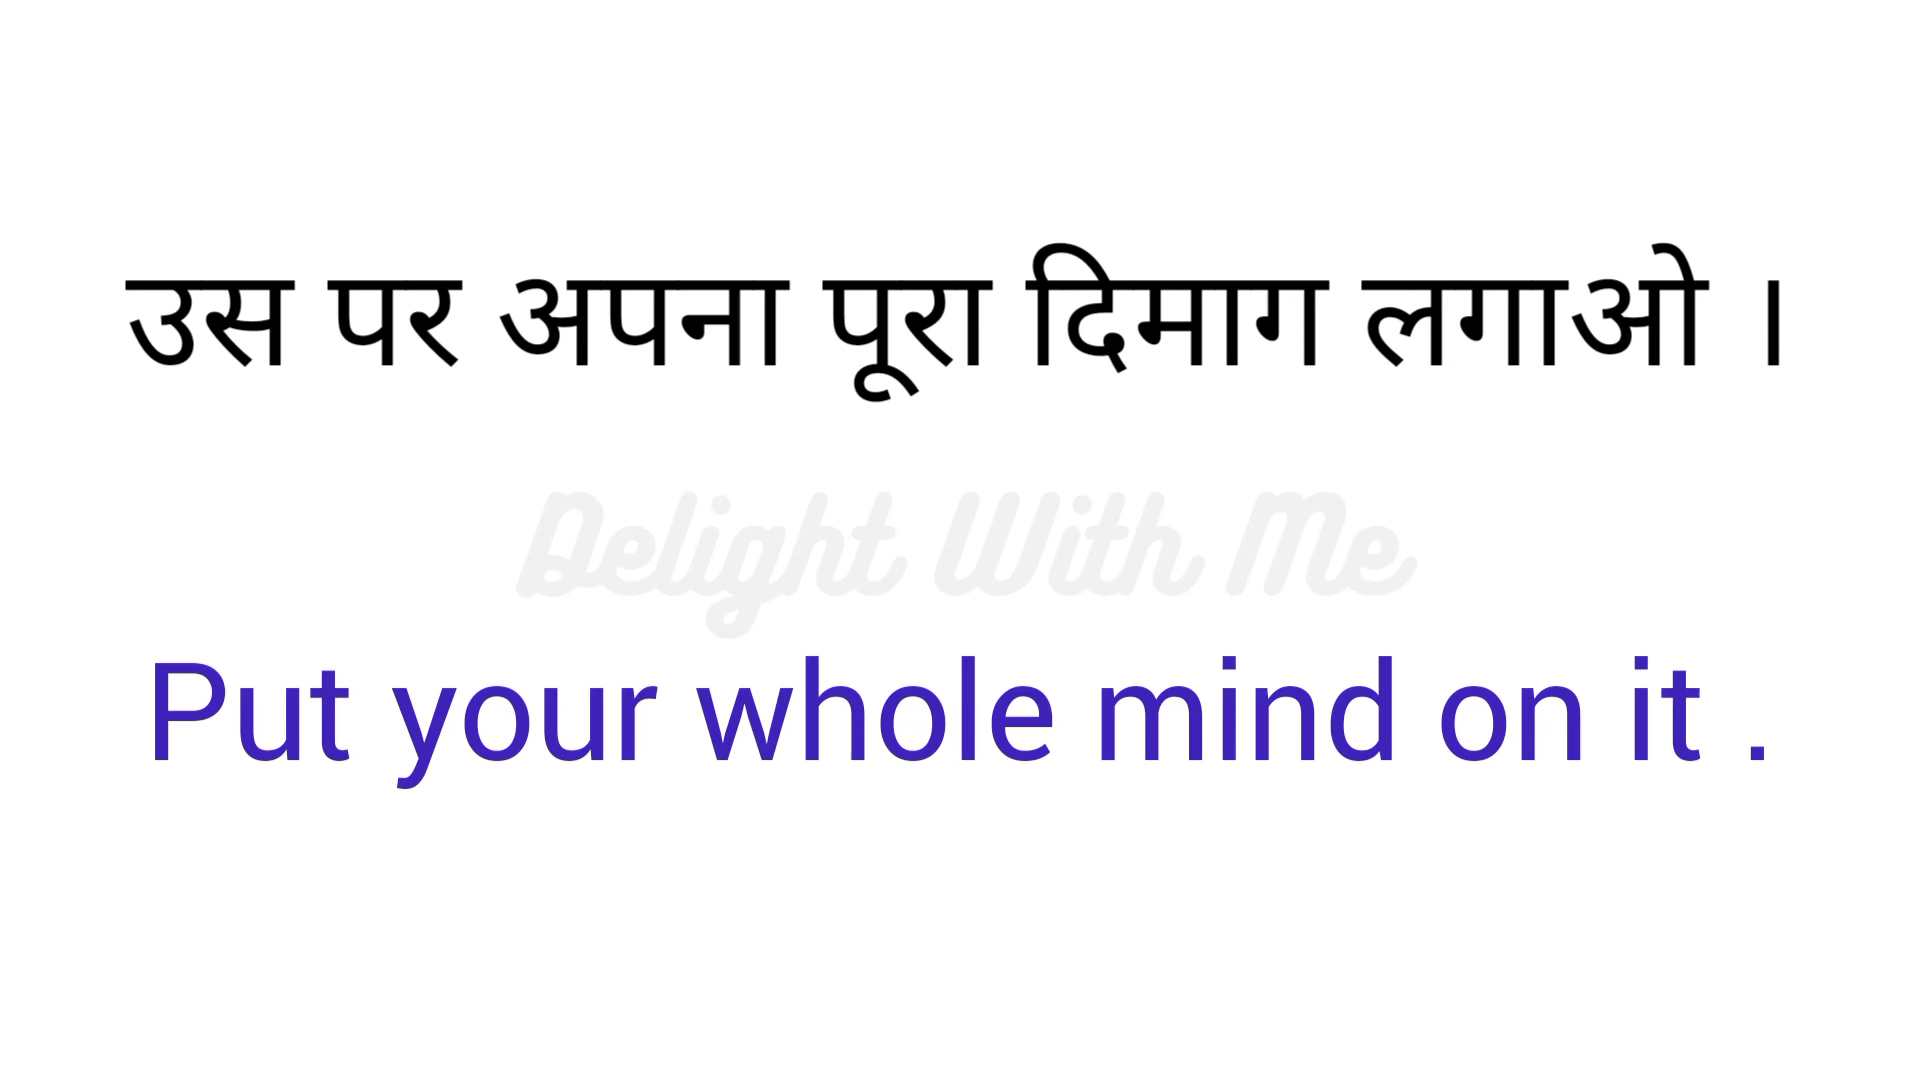 उस पर अपना पूरा दिमाग लगाओ ।
Delight With Me
Put your whole mind on it .